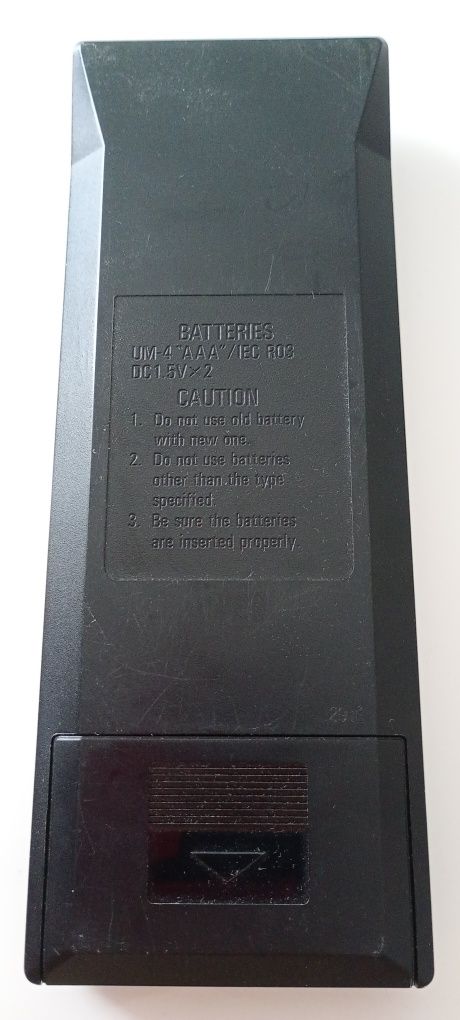 BATTERIES
UM-4 "AAA"/IEC R03
DC1.5V×2
CAUTION
1. Do not use old battery
with new one.
2. Do not use batteries
other than the type
specified.
3. Be sure the batteries
are inserted properly.